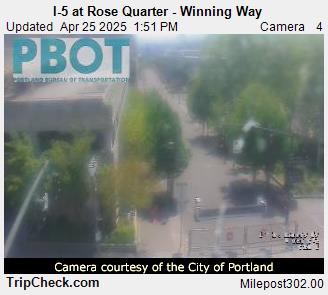 I-5 at Rose Quarter - Winning Way
Updated Apr 25 2025 1:51 PM Camera 4
PBOT
PORTLAND BUREAU OF TRANSPORTATION
Camera courtesy of the City of Portland
TripCheck.com Milepost302.00